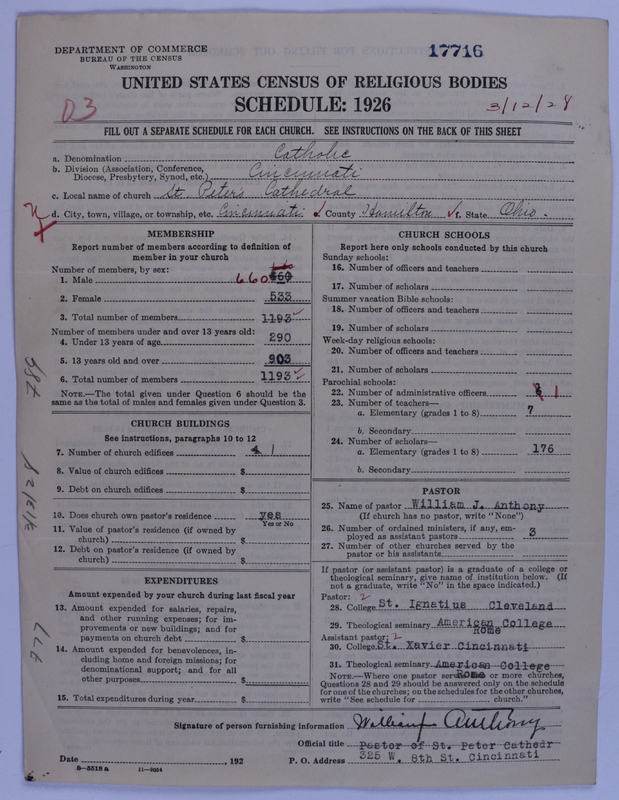 DEPARTMENT OF COMMERCE
BUREAU OF THE CENSUS
WASHINGTON
17716
UNITED STATES CENSUS OF RELIGIOUS BODIES
D3
SCHEDULE: 1926
3/12/28
FILL OUT A SEPARATE SCHEDULE FOR EACH CHURCH. SEE INSTRUCTIONS ON THE BACK OF THIS SHEET
a. Denomination Catholic
b. Division (Association, Conference, Diocese, Presbytery, Synod, etc.) Cincinnati
c. Local name of church St. Peter's Cathedral
d. City, town, village, or township, etc. Cincinnati County Hamilton f. State Ohio.
MEMBERSHIP
Report number of members according to definition of
member in your church
Number of members, by sex:
1. Male 660
2. Female 533
3. Total number of members 1193
Number of members under and over 13 years old:
4. Under 13 years of age 290
5. 13 years old and over 903
6. Total number of members 1193
NOTE.—The total given under Question 6 should be
same as the total of males and females given under Question 3.
CHURCH BUILDINGS
See instructions, paragraphs 10 to 12
7. Number of church edifices 1
8. Value of church edifices $
9. Debt on church edifices $
10. Does church own pastor's residence yes
Yes or No
11. Value of pastor's residence (if owned by
church) $
12. Debt on pastor's residence (if owned by
church) $
EXPENDITURES
Amount expended by your church during last fiscal year
13. Amount expended for salaries, repairs,
and other running expenses; for im-
provements or new buildings; and for
payments on church debt $
14. Amount expended for benevolences, in-
cluding home and foreign missions; for
denominational support; and for all
other purposes $
15. Total expenditures during year $
CHURCH SCHOOLS
Report here only schools conducted by this church
Sunday schools:
16. Number of officers and teachers
17. Number of scholars
Summer vacation Bible schools:
18. Number of officers and teachers
19. Number of scholars
Week-day religious schools:
20. Number of officers and teachers
21. Number of scholars
Parochial schools:
22. Number of administrative officers 1
23. Number of teachers—
a. Elementary (grades 1 to 8) 7
b. Secondary
24. Number of scholars—
a. Elementary (grades 1 to 8) 176
b. Secondary
PASTOR
25. Name of pastor William J. Anthony
(If church has no pastor, write "None")
26. Number of ordained ministers, if any, em-
ployed as assistant pastors 3
27. Number of other churches served by the
pastor or his assistants
If pastor (or assistant pastor) is a graduate of a college or
theological seminary, give name of institution below. (If
not a graduate, write "No" in the space indicated.)
Pastor: 2
28. College St. Ignatius Cleveland
29. Theological seminary American College
Rome
Assistant pastor: 2
30. College St. Xavier Cincinnati
31. Theological seminary American College
Rome
NOTE.—Where one pastor serves two or more churches,
Questions 28 and 29 should be answered only on the schedule
for one of the churches; on the schedules for the other churches,
write "See schedule for church."
Signature of person furnishing information William J Anthony
Official title Pastor of St. Peter Cathedr
Date , 192 P. O. Address 325 W. 8th St. Cincinnati
8—5518 a 11—9054